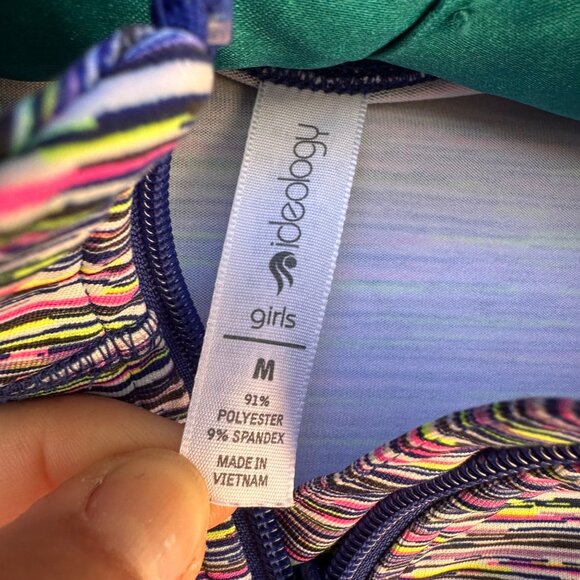 ideology
girls
M
91%
POLYESTER
9% SPANDEX
MADE IN
VIETNAM